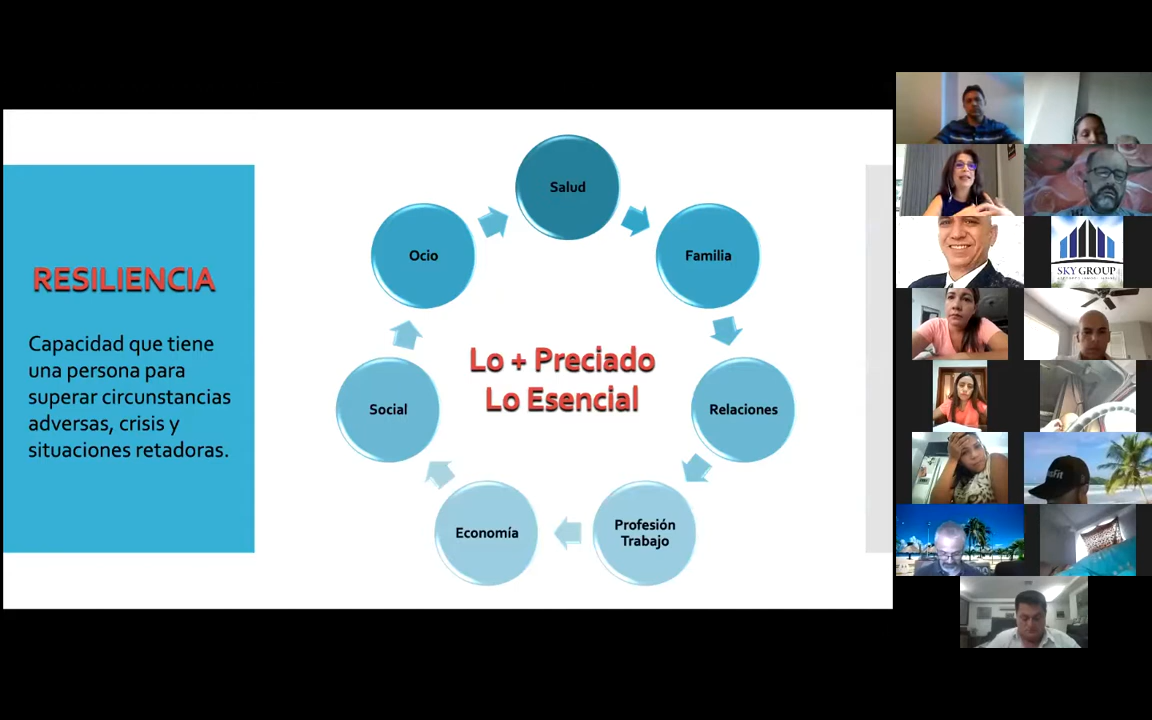 RESILIENCIA
Capacidad que tiene
una persona para
superar circunstancias
adversas, crisis y
situaciones retadoras.
Salud
Familia
Relaciones
Profesión
Trabajo
Economía
Social
Ocio
Lo + Preciado
Lo Esencial
SKY GROUP